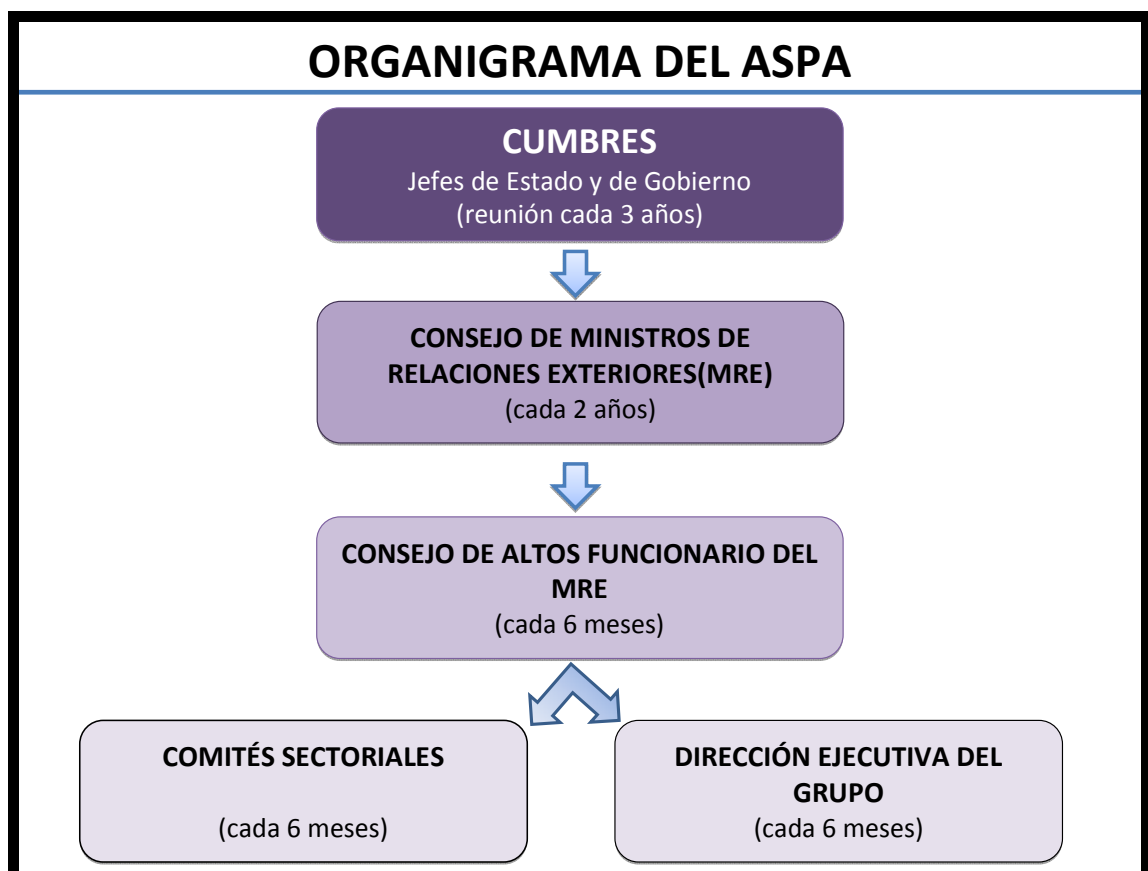 ORGANIGRAMA DEL ASPA
CUMBRES
Jefes de Estado y de Gobierno
(reunión cada 3 años)
CONSEJO DE MINISTROS DE
RELACIONES EXTERIORES(MRE)
(cada 2 años)
CONSEJO DE ALTOS FUNCIONARIO DEL
MRE
(cada 6 meses)
COMITÉS SECTORIALES
(cada 6 meses)
DIRECCIÓN EJECUTIVA DEL
GRUPO
(cada 6 meses)